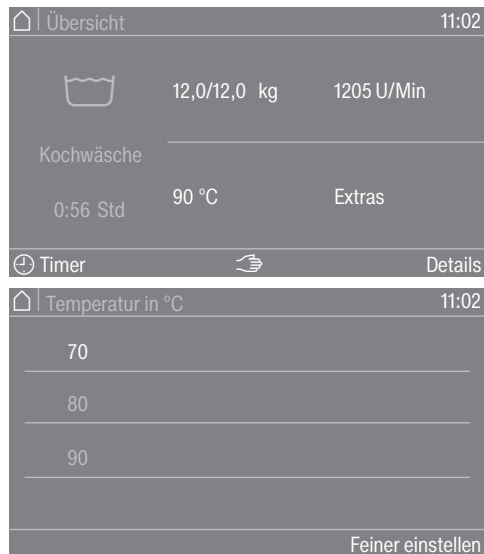 Übersicht 11:02
12,0/12,0 kg 1205 U/Min
Kochwäsche
0:56 Std
90 °C Extras
Timer Details
Temperatur in °C 11:02
70
80
90
Feiner einstellen